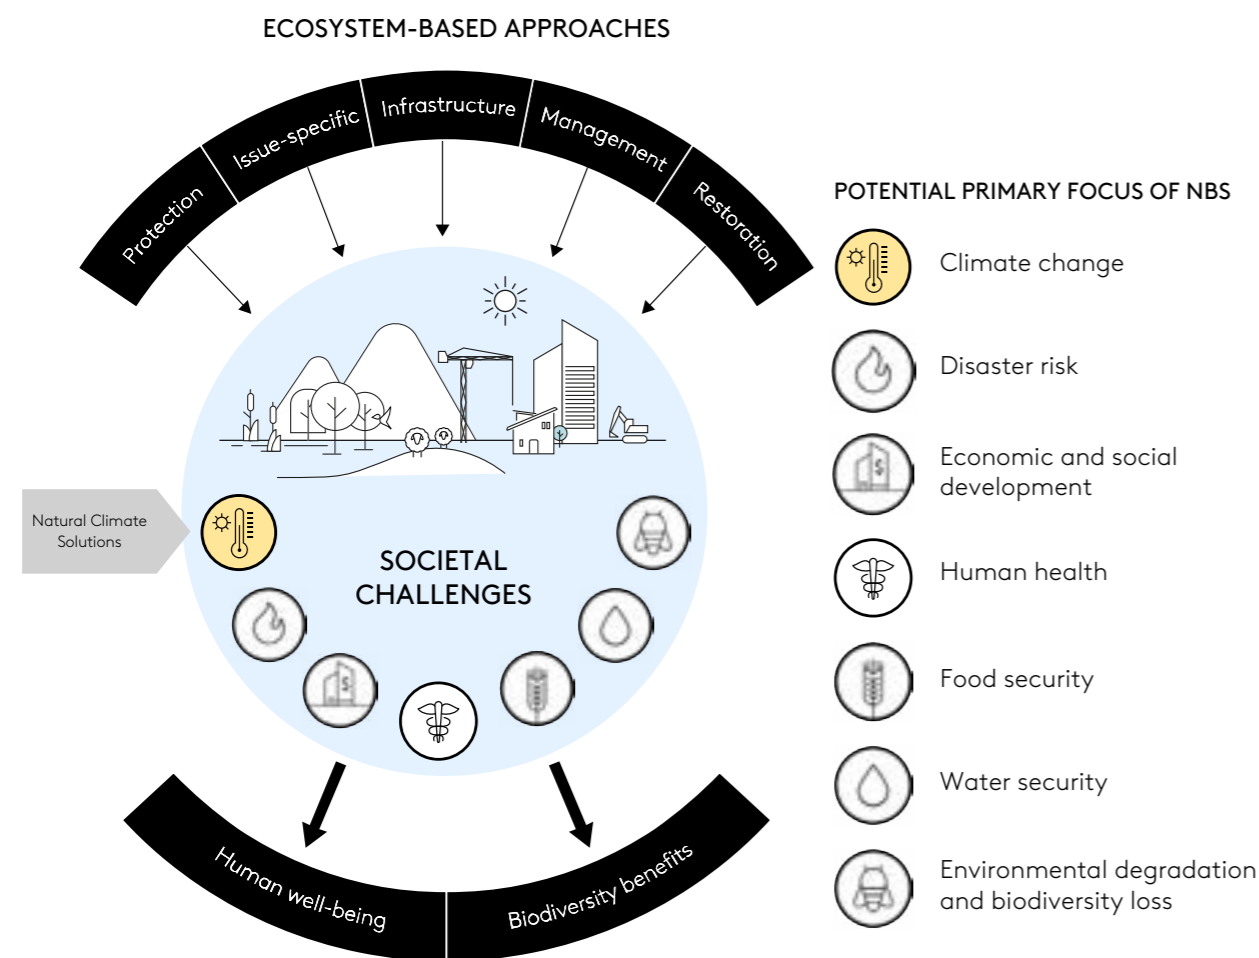 ECOSYSTEM-BASED APPROACHES
Protection
Issue-specific
Infrastructure
Management
Restoration
POTENTIAL PRIMARY FOCUS OF NBS
Climate change
Disaster risk
Economic and social
development
Human health
Food security
Water security
Environmental degradation
and biodiversity loss
Natural Climate
Solutions
SOCIETAL
CHALLENGES
$
$
Human well-being
Biodiversity benefits